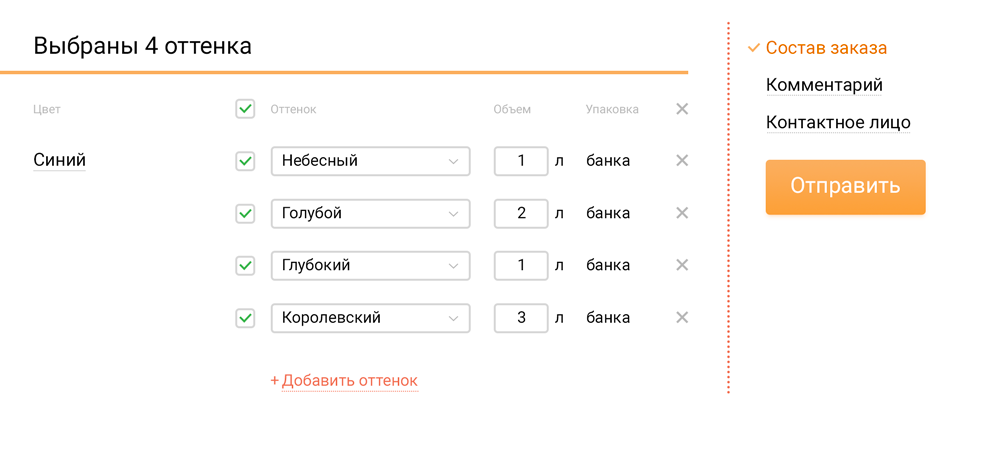 Выбраны 4 оттенка
Цвет Оттенок Объем Упаковка
Синий Небесный 1 л банка
Голубой 2 л банка
Глубокий 1 л банка
Королевский 3 л банка
+ Добавить оттенок
Состав заказа
Комментарий
Контактное лицо
Отправить